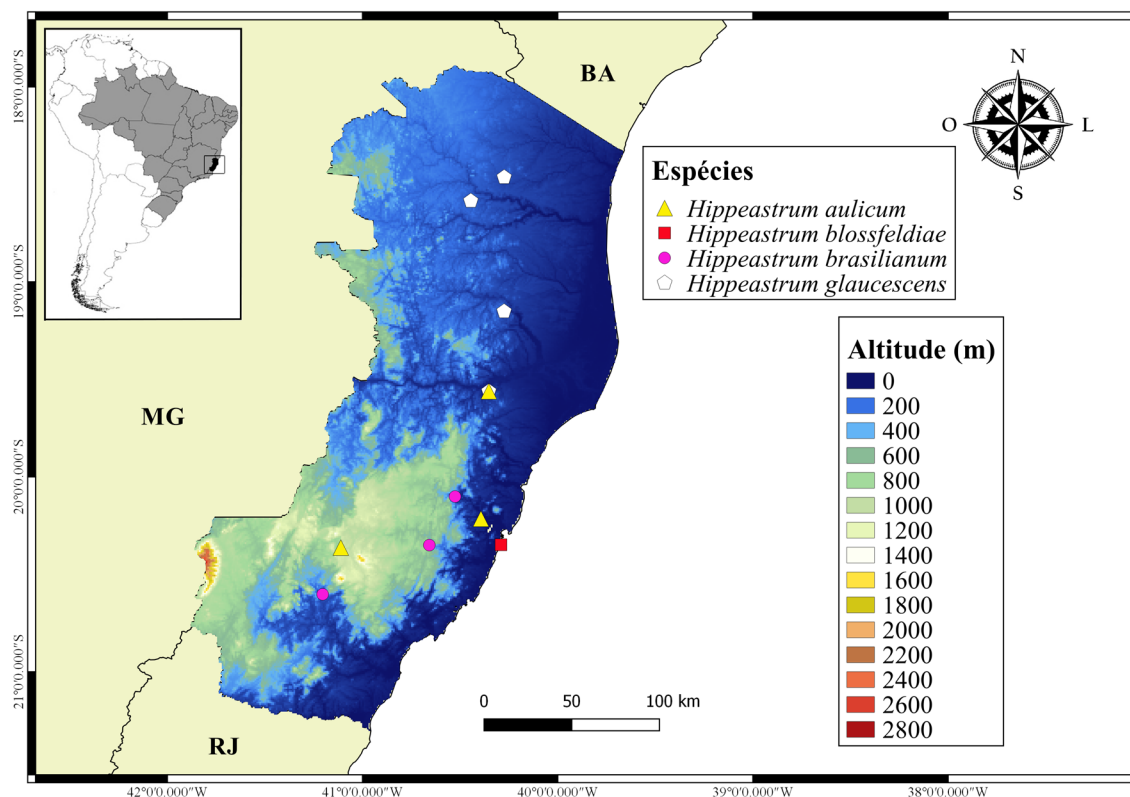 BA
MG
RJ
N
O
L
S
Espécies
Hippeastrum aulicum
Hippeastrum blossfeldiae
Hippeastrum brasilianum
Hippeastrum glaucescens
Altitude (m)
0
200
400
600
800
1000
1200
1400
1600
1800
2000
2200
2400
2600
2800
0 50 100 km
18°0'0.000"S
19°0'0.000"S
20°0'0.000"S
21°0'0.000"S
42°0'0.000"W
41°0'0.000"W
40°0'0.000"W
39°0'0.000"W
38°0'0.000"W